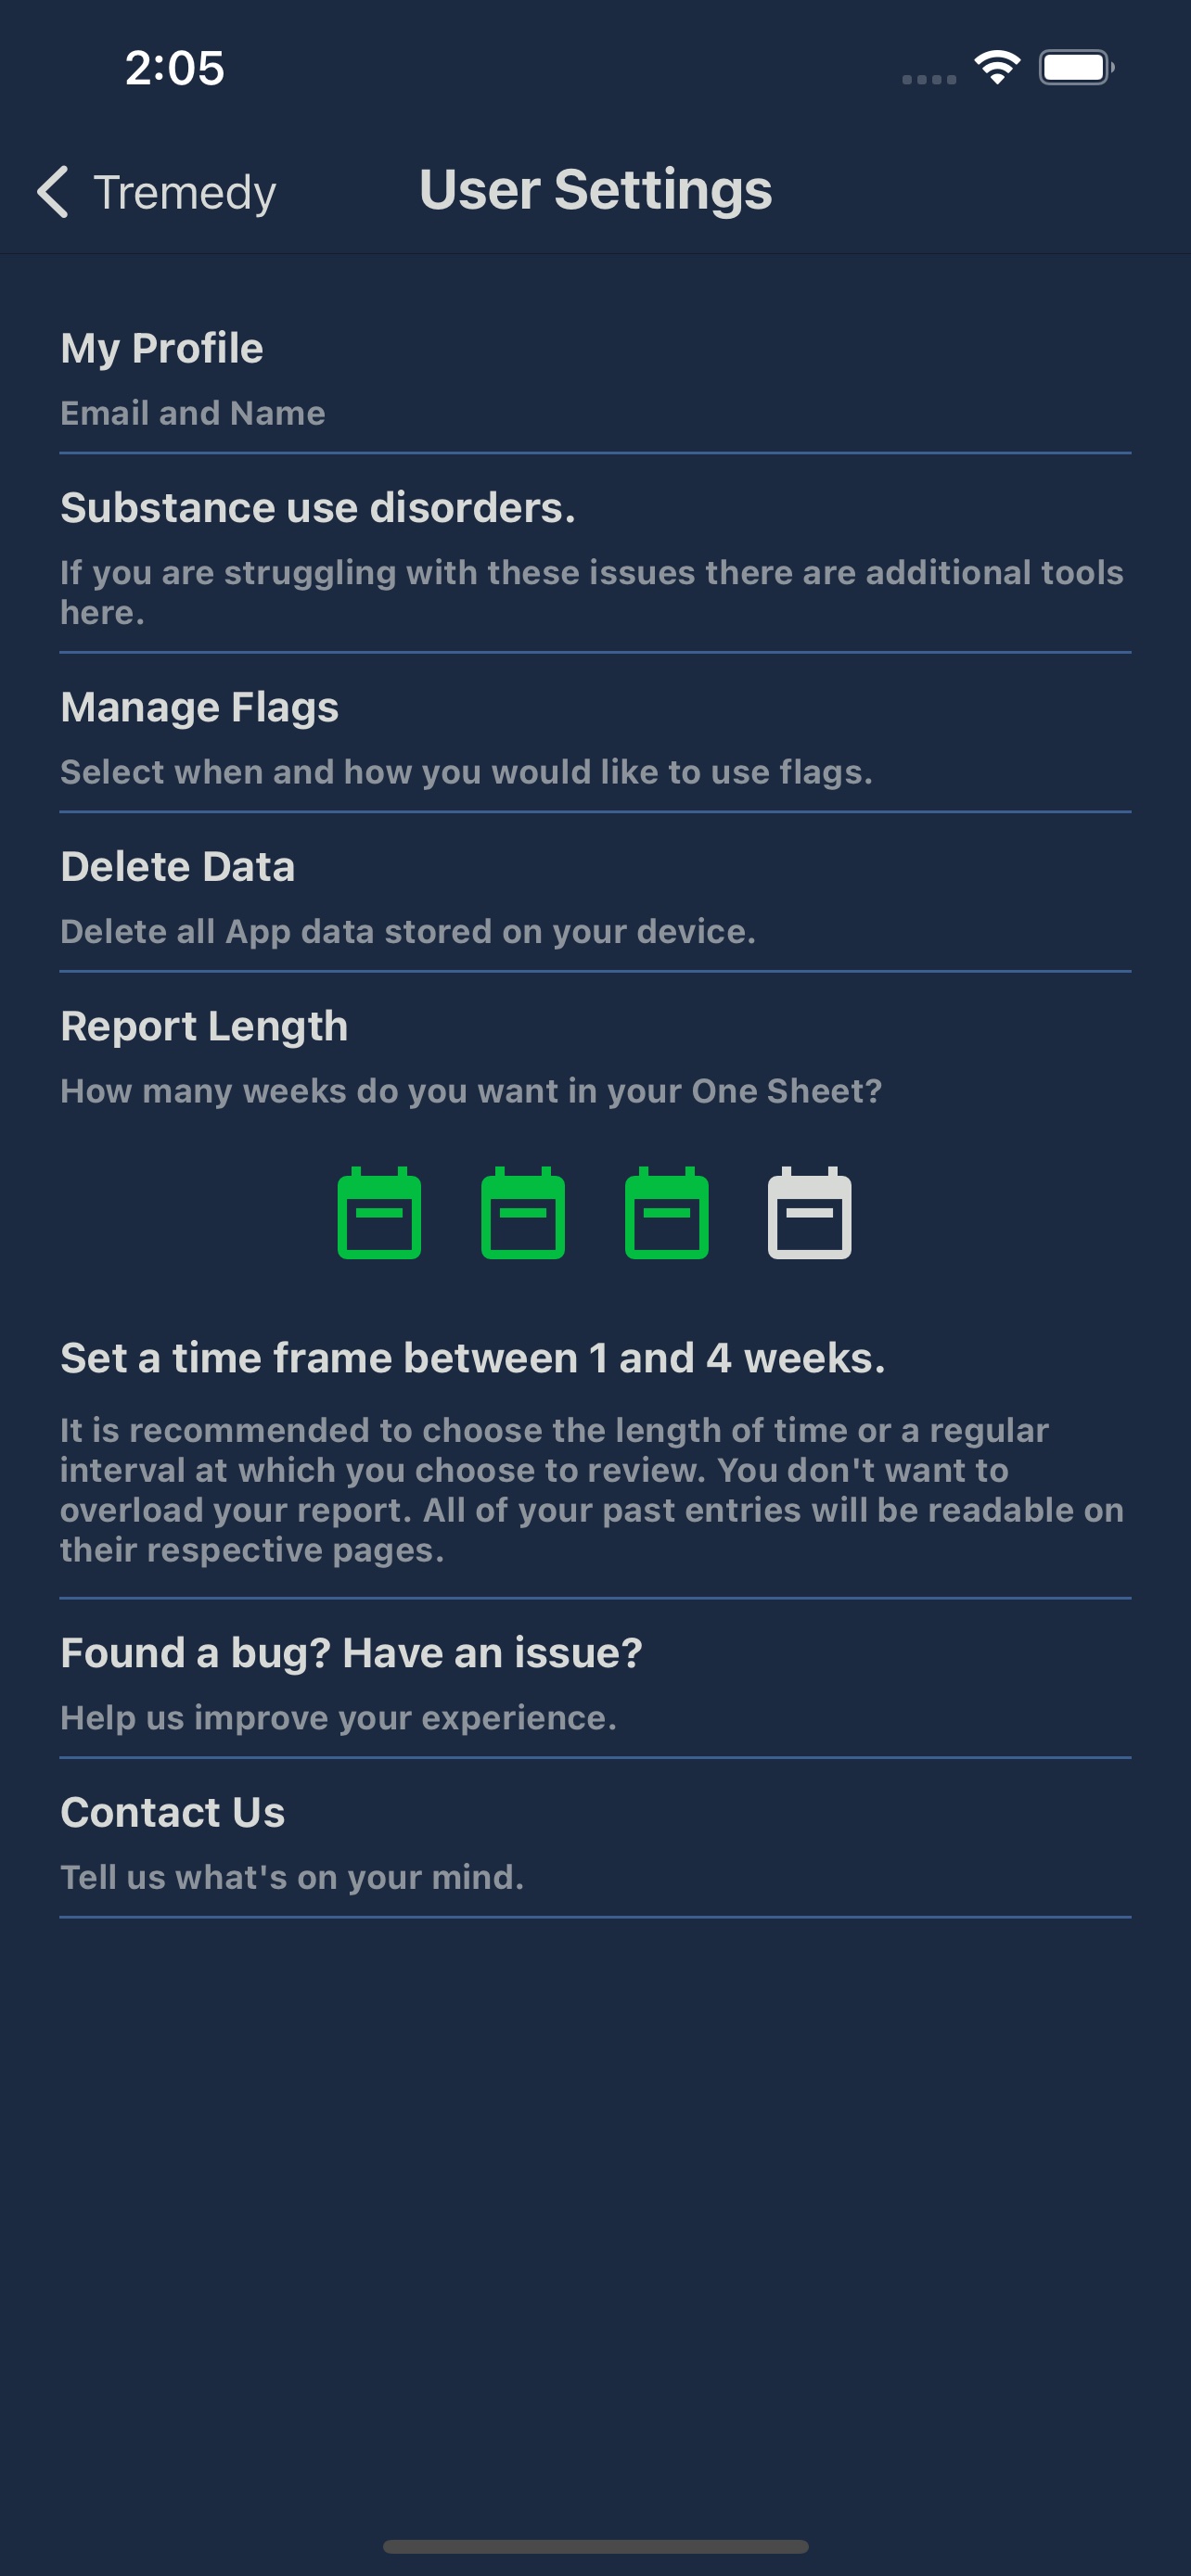 2:05
Tremedy
User Settings
My Profile
Email and Name
Substance use disorders.
If you are struggling with these issues there are additional tools
here.
Manage Flags
Select when and how you would like to use flags.
Delete Data
Delete all App data stored on your device.
Report Length
How many weeks do you want in your One Sheet?
Set a time frame between 1 and 4 weeks.
It is recommended to choose the length of time or a regular
interval at which you choose to review. You don't want to
overload your report. All of your past entries will be readable on
their respective pages.
Found a bug? Have an issue?
Help us improve your experience.
Contact Us
Tell us what's on your mind.